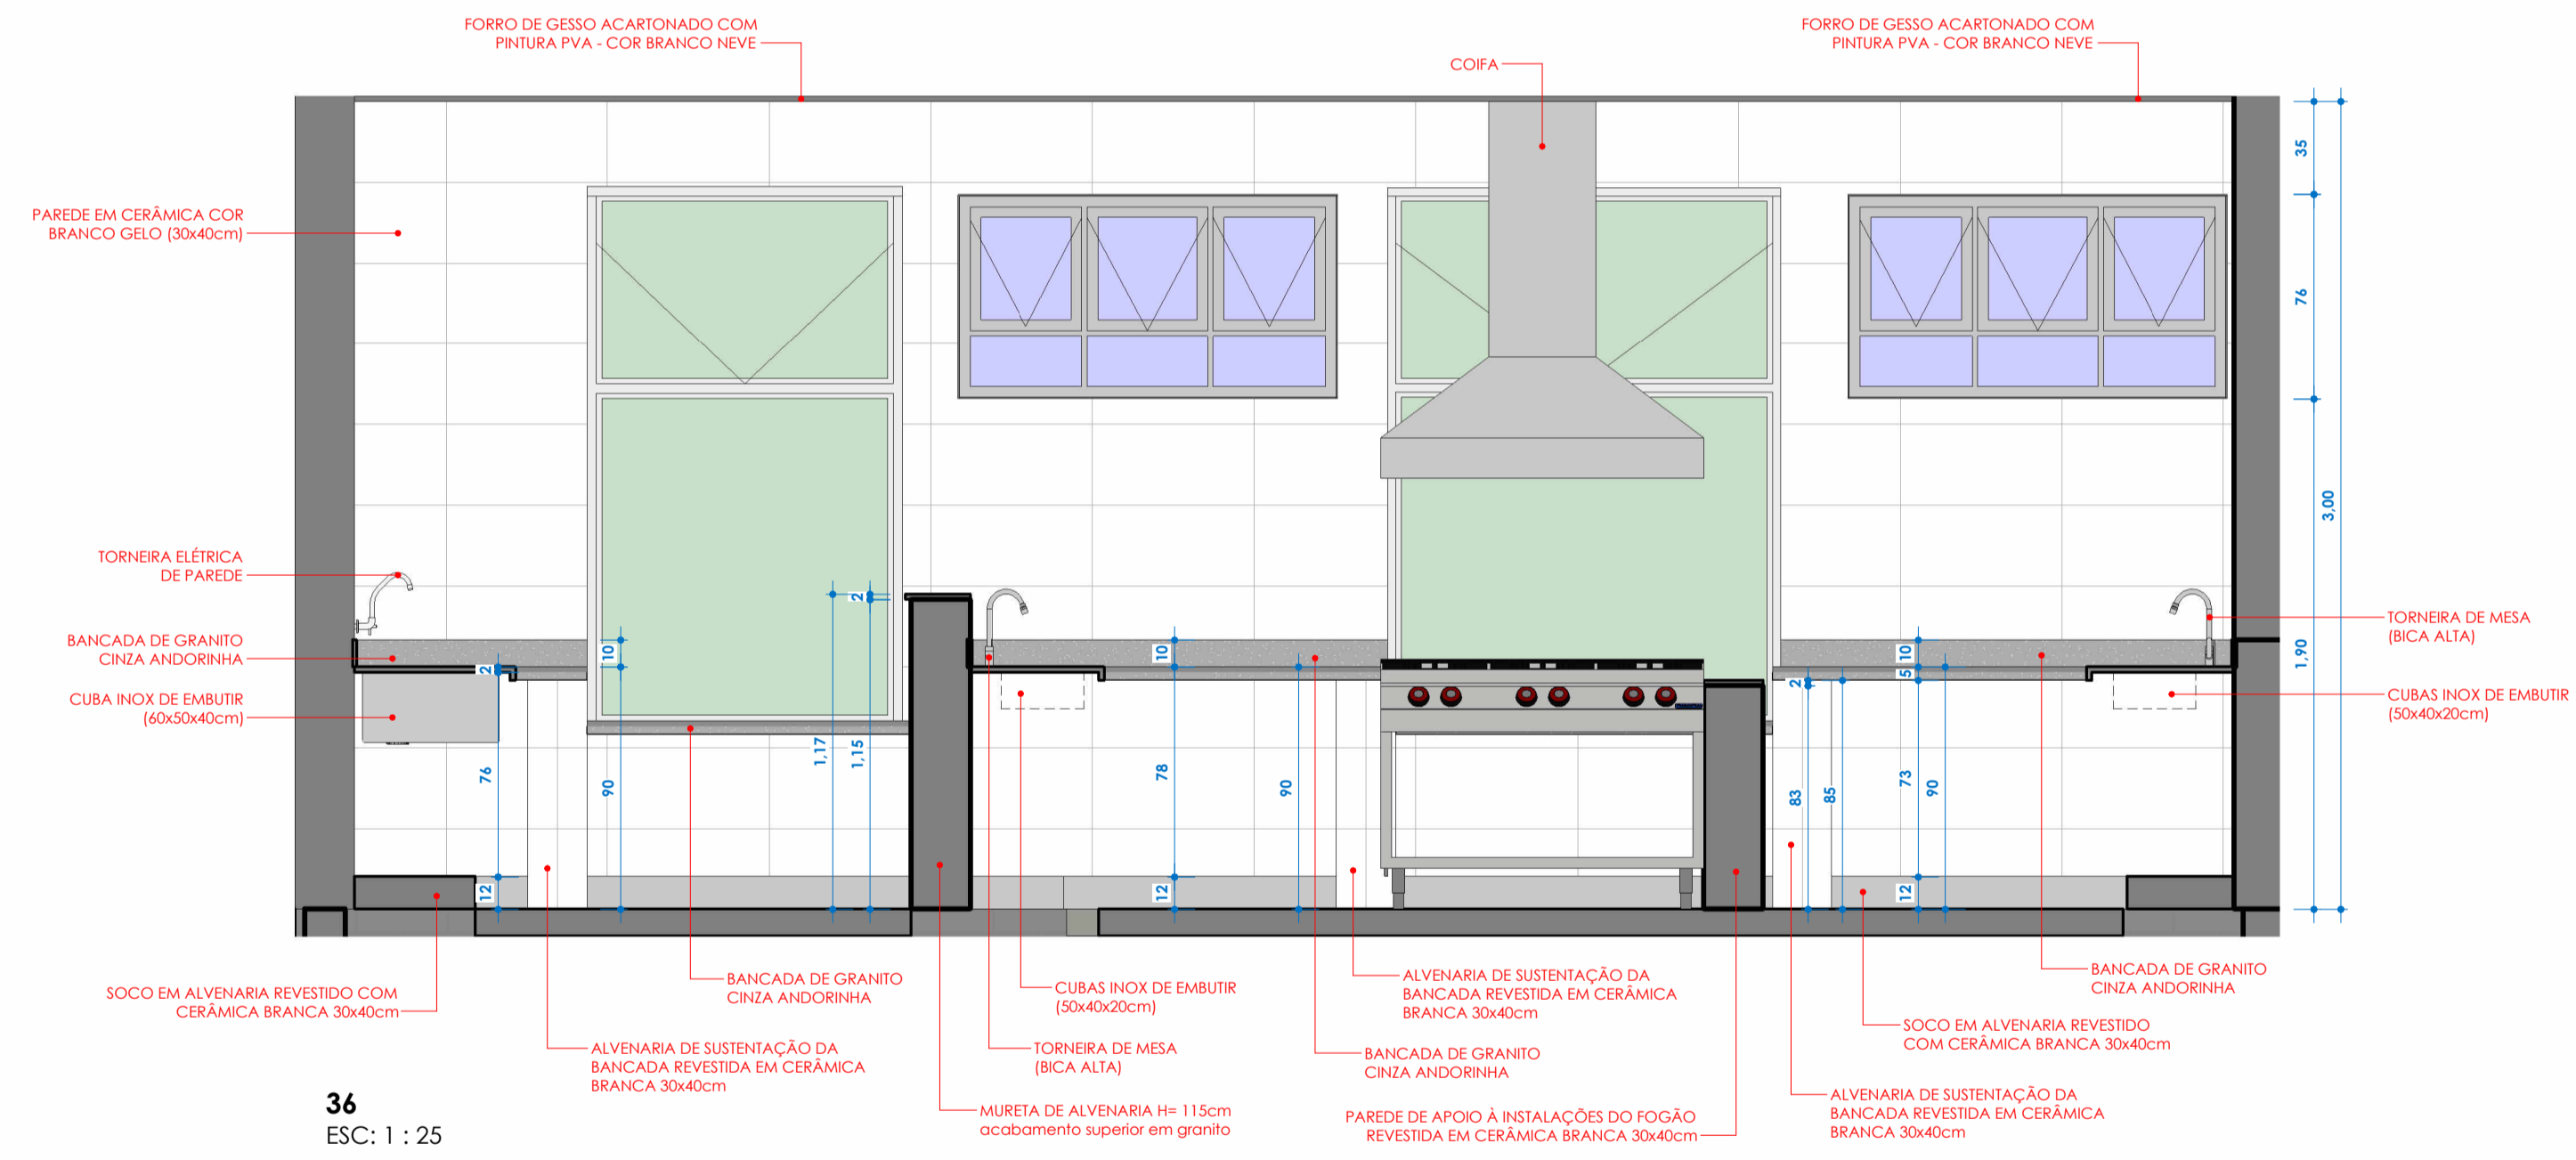 FORRO DE GESSO ACARTONADO COM
PINTURA PVA - COR BRANCO NEVE
COIFA
FORRO DE GESSO ACARTONADO COM
PINTURA PVA - COR BRANCO NEVE
PAREDE EM CERÂMICA COR
BRANCO GELO (30x40cm)
35
76
3,00
1,90
TORNEIRA ELÉTRICA
DE PAREDE
BANCADA DE GRANITO
CINZA ANDORINHA
CUBA INOX DE EMBUTIR
(60x50x40cm)
TORNEIRA DE MESA
(BICA ALTA)
CUBAS INOX DE EMBUTIR
(50x40x20cm)
2
76
12
10
90
1,17
2
1,15
10
78
12
90
2
83
85
10
5
73
12
90
SOCO EM ALVENARIA REVESTIDO COM
CERÂMICA BRANCA 30x40cm
ALVENARIA DE SUSTENTAÇÃO DA
BANCADA REVESTIDA EM CERÂMICA
BRANCA 30x40cm
BANCADA DE GRANITO
CINZA ANDORINHA
MURETA DE ALVENARIA H= 115cm
acabamento superior em granito
TORNEIRA DE MESA
(BICA ALTA)
CUBAS INOX DE EMBUTIR
(50x40x20cm)
BANCADA DE GRANITO
CINZA ANDORINHA
ALVENARIA DE SUSTENTAÇÃO DA
BANCADA REVESTIDA EM CERÂMICA
BRANCA 30x40cm
PAREDE DE APOIO À INSTALAÇÕES DO FOGÃO
REVESTIDA EM CERÂMICA BRANCA 30x40cm
ALVENARIA DE SUSTENTAÇÃO DA
BANCADA REVESTIDA EM CERÂMICA
BRANCA 30x40cm
SOCO EM ALVENARIA REVESTIDO
COM CERÂMICA BRANCA 30x40cm
BANCADA DE GRANITO
CINZA ANDORINHA
36
ESC: 1 : 25